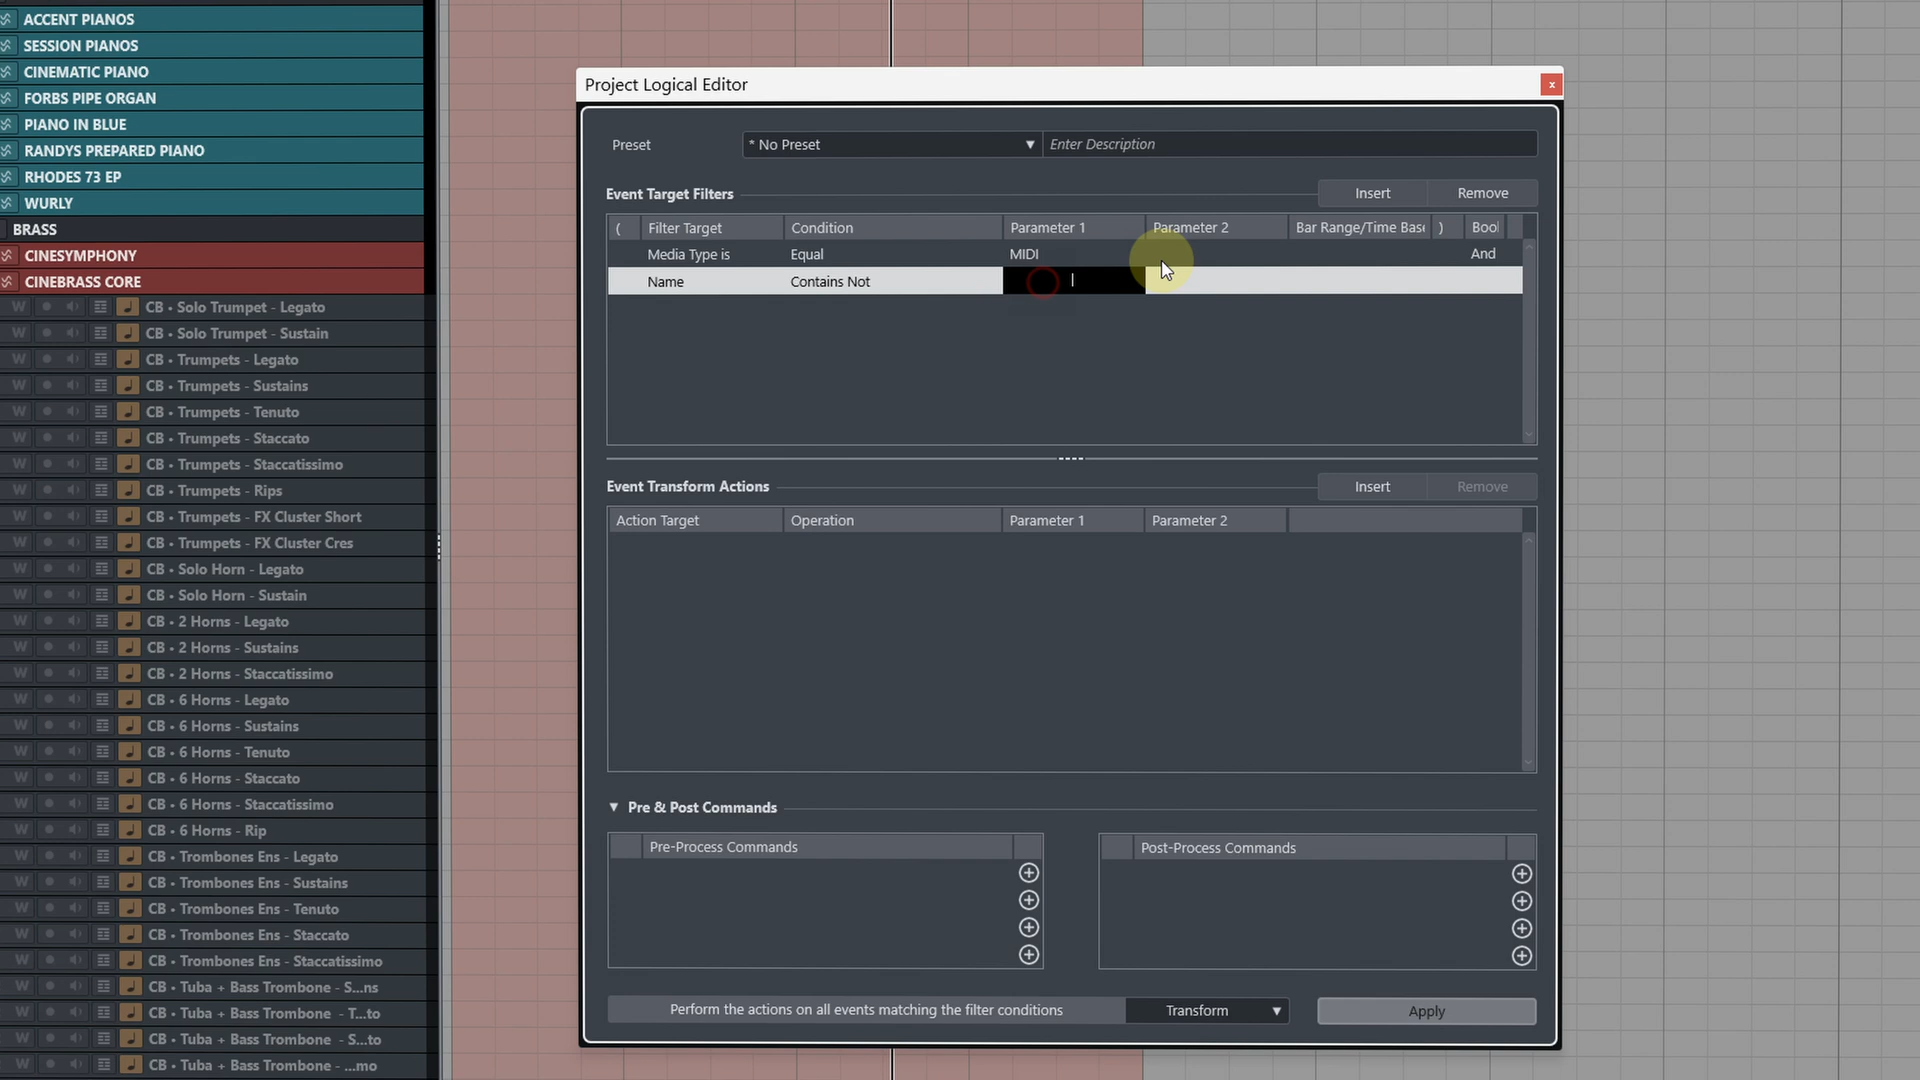 ACCENT PIANOS
SESSION PIANOS
CINEMATIC PIANO
FORBS PIPE ORGAN
PIANO IN BLUE
RANDYS PREPARED PIANO
RHODES 73 EP
WURLY
BRASS
CINESYMPHONY
CINEBRASS CORE
W CB • Solo Trumpet - Legato
W CB • Solo Trumpet - Sustain
W CB • Trumpets - Legato
W CB • Trumpets - Sustains
W CB • Trumpets - Tenuto
W CB • Trumpets - Staccato
W CB • Trumpets - Staccatissimo
W CB • Trumpets - Rips
W CB • Trumpets - FX Cluster Short
W CB • Trumpets - FX Cluster Cres
W CB • Solo Horn - Legato
W CB • Solo Horn - Sustain
W CB • 2 Horns - Legato
W CB • 2 Horns - Sustains
W CB • 2 Horns - Staccatissimo
W CB • 6 Horns - Legato
W CB • 6 Horns - Sustains
W CB • 6 Horns - Tenuto
W CB • 6 Horns - Staccato
W CB • 6 Horns - Staccatissimo
W CB • 6 Horns - Rip
W CB • Trombones Ens - Legato
W CB • Trombones Ens - Sustains
W CB • Trombones Ens - Tenuto
W CB • Trombones Ens - Staccato
W CB • Trombones Ens - Staccatissimo
W CB • Tuba + Bass Trombone - S...ns
W CB • Tuba + Bass Trombone - T...to
W CB • Tuba + Bass Trombone - S...to
W CB • Tuba + Bass Trombone - ...mo
Project Logical Editor x
Preset * No Preset Enter Description
Event Target Filters Insert Remove
( Filter Target Condition Parameter 1 Parameter 2 Bar Range/Time Base ) Bool
Media Type is Equal MIDI And
Name Contains Not
Event Transform Actions Insert Remove
Action Target Operation Parameter 1 Parameter 2
Pre & Post Commands
Pre-Process Commands Post-Process Commands
Perform the actions on all events matching the filter conditions Transform Apply